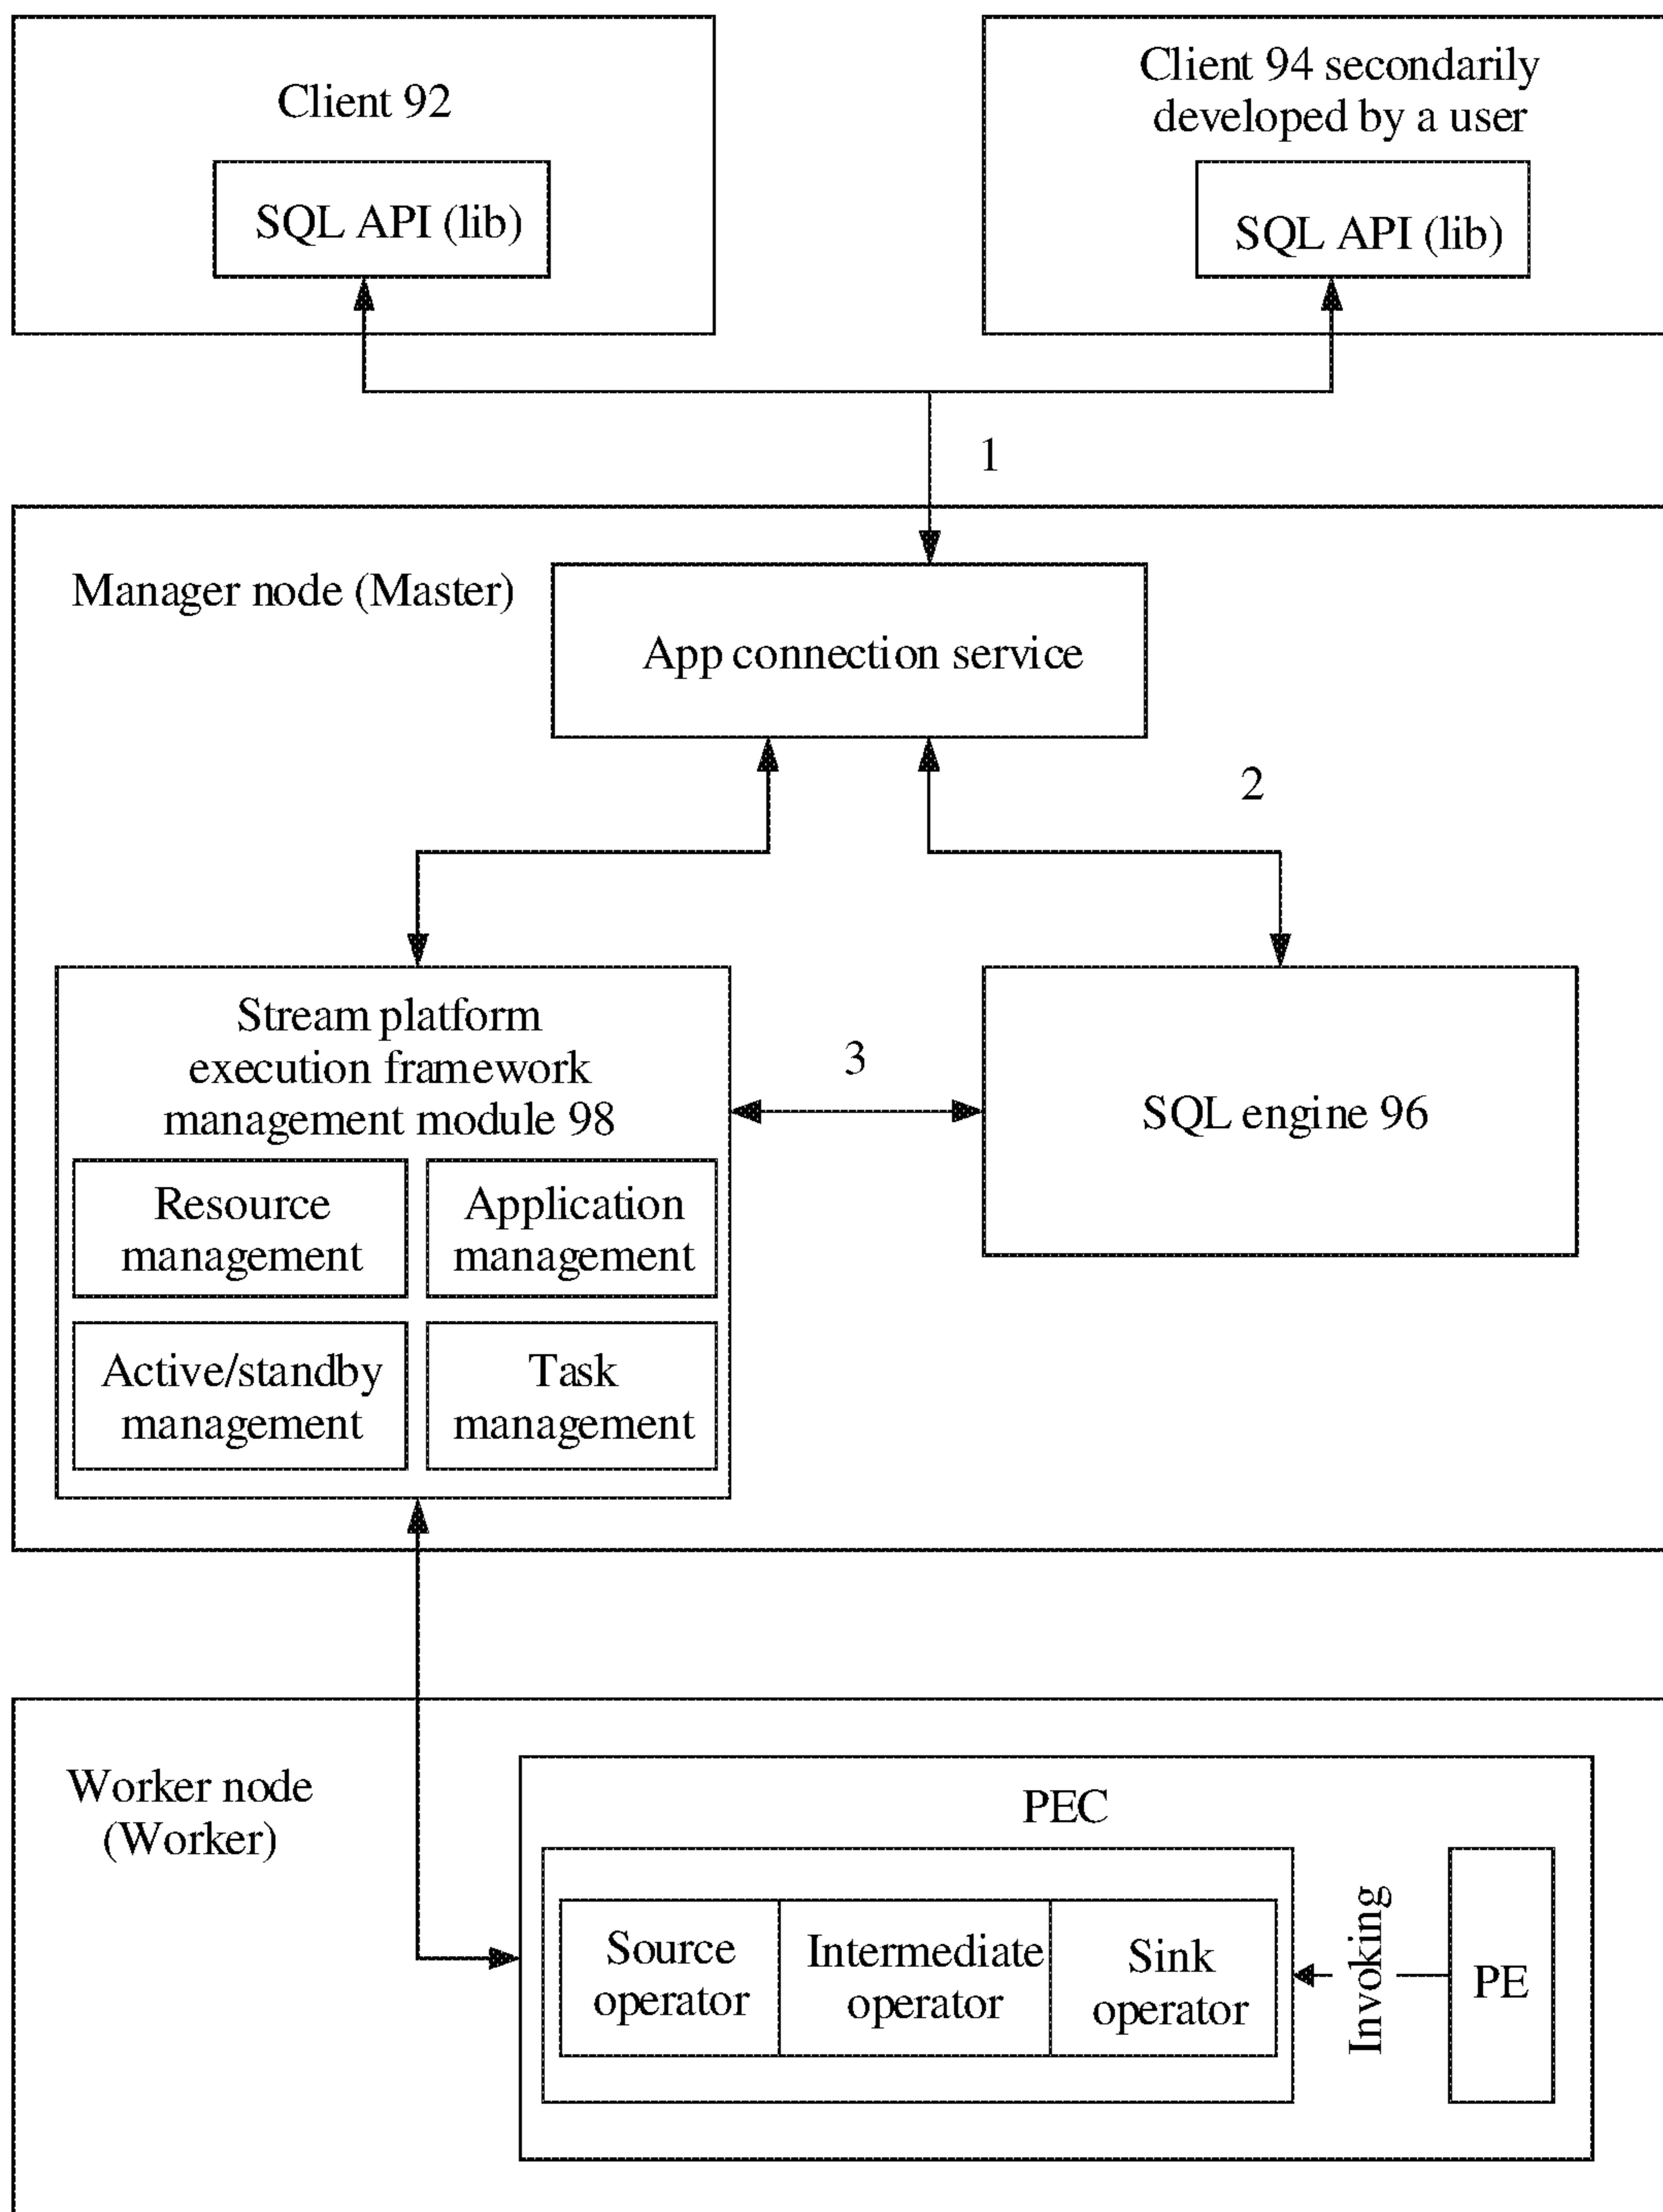 Client 92
SQL API (lib)
Client 94 secondarily
developed by a user
SQL API (lib)
1
Manager node (Master)
App connection service
2
Stream platform
execution framework
management module 98
3
SQL engine 96
Resource
management
Application
management
Active/standby
management
Task
management
Worker node
(Worker)
PEC
Source
operator
Intermediate
operator
Sink
operator
Invoking
PE